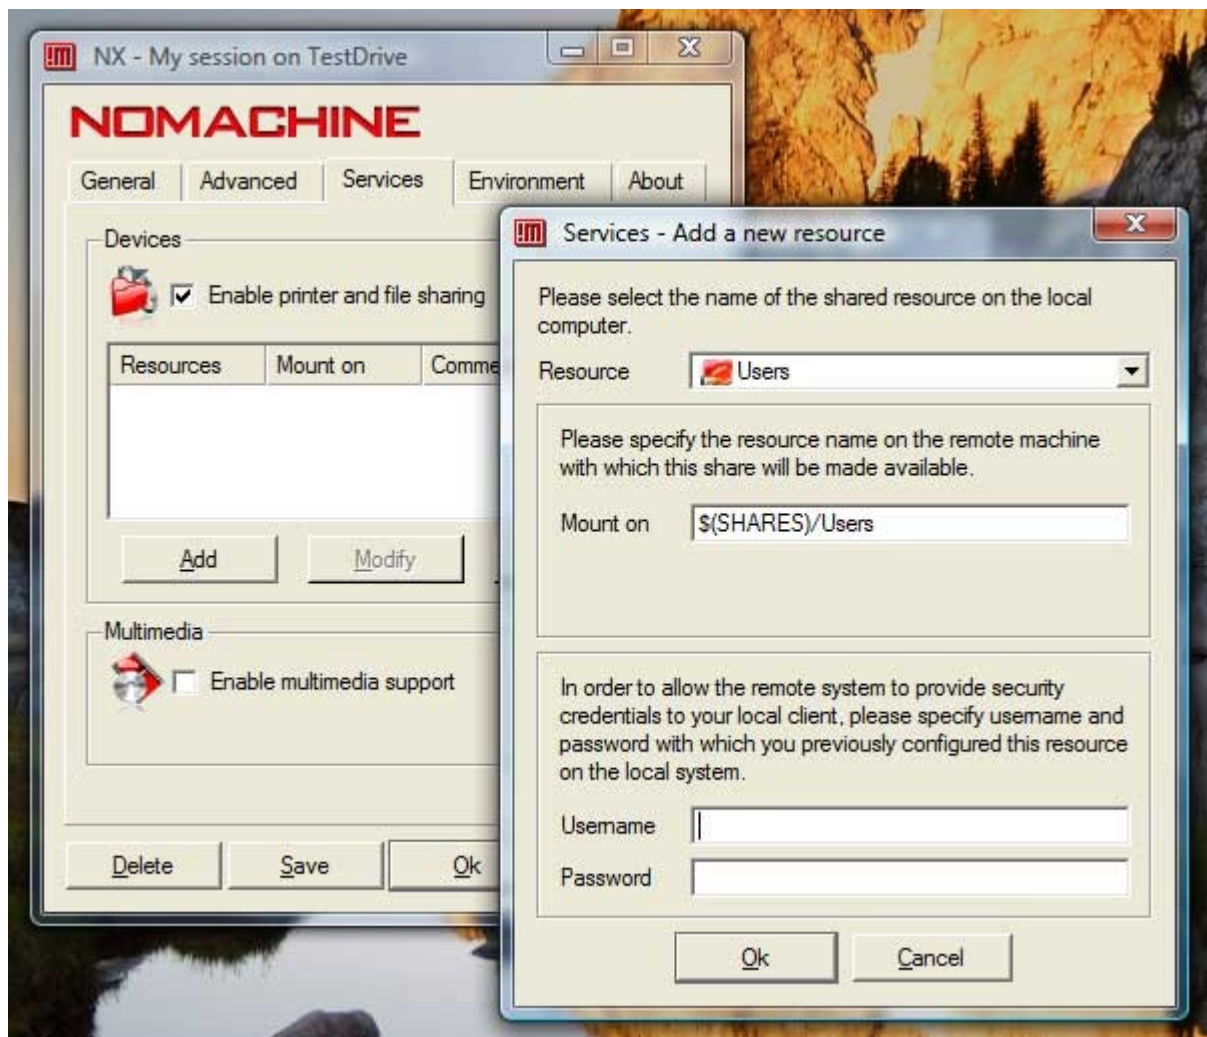 NX - My session on TestDrive
NOMACHINE
General
Advanced
Services
Environment
About
Devices
Enable printer and file sharing
Resources
Mount on
Comme
Add
Modify
Multimedia
Enable multimedia support
Delete
Save
Ok
Services - Add a new resource
Please select the name of the shared resource on the local
computer.
Resource
Users
Please specify the resource name on the remote machine
with which this share will be made available.
Mount on
$(SHARES)/Users
In order to allow the remote system to provide security
credentials to your local client, please specify username and
password with which you previously configured this resource
on the local system.
Username
Password
Ok
Cancel